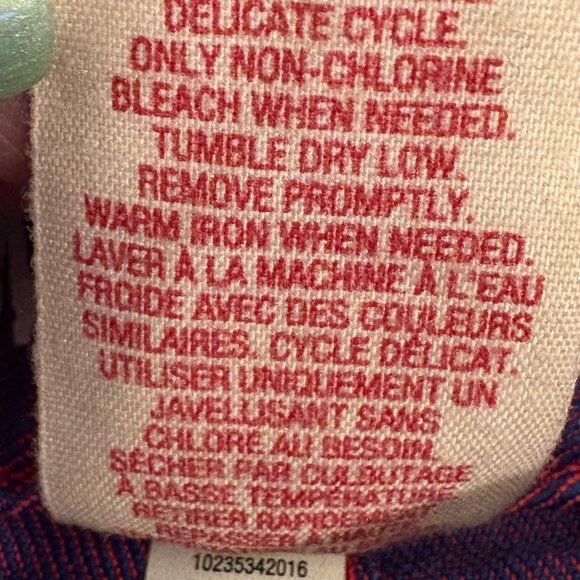 DELICATE CYCLE.
ONLY NON-CHLORINE
BLEACH WHEN NEEDED.
TUMBLE DRY LOW.
REMOVE PROMPTLY.
WARM IRON WHEN NEEDED.
LAVER À LA MACHINE À L'EAU
FROIDE AVEC DES COULEURS
SIMILAIRES. CYCLE DÉLICAT.
UTILISER UNIQUEMENT UN
JAVELLISANT SANS
CHLORE AU BESOIN.
SÉCHER PAR CULBUTAGE
À BASSE TEMPÉRATURE
RETIRER
10235342016